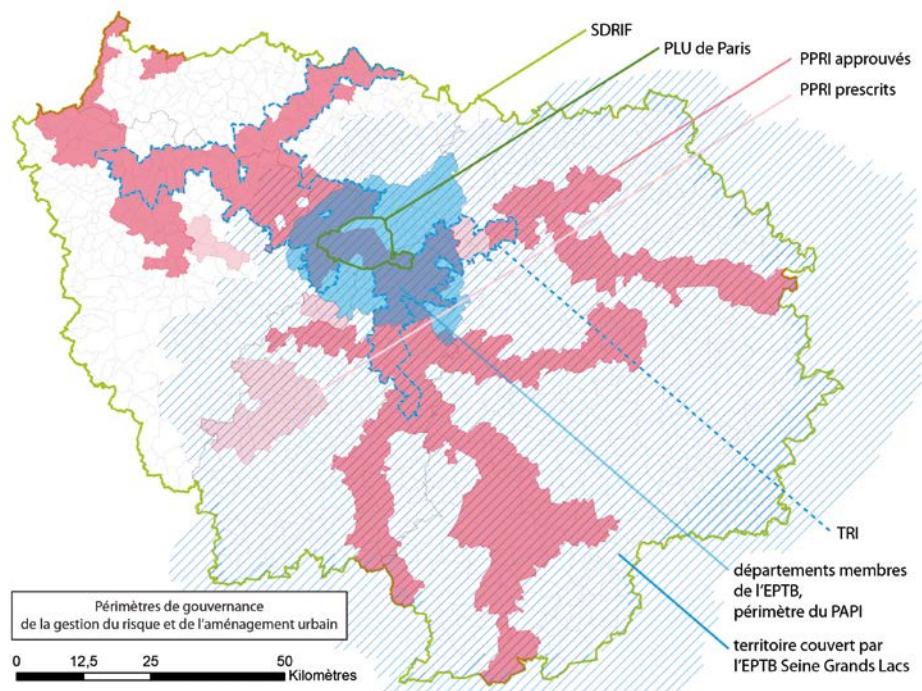 SDRIF
PLU de Paris
PPRI approuvés
PPRI prescrits
TRI
départements membres
de l'EPTB,
périmètre du PAPI
territoire couvert par
l'EPTB Seine Grands Lacs
Périmètres de gouvernance
de la gestion du risque et de l'aménagement urbain
0 12,5 25 50
Kilomètres